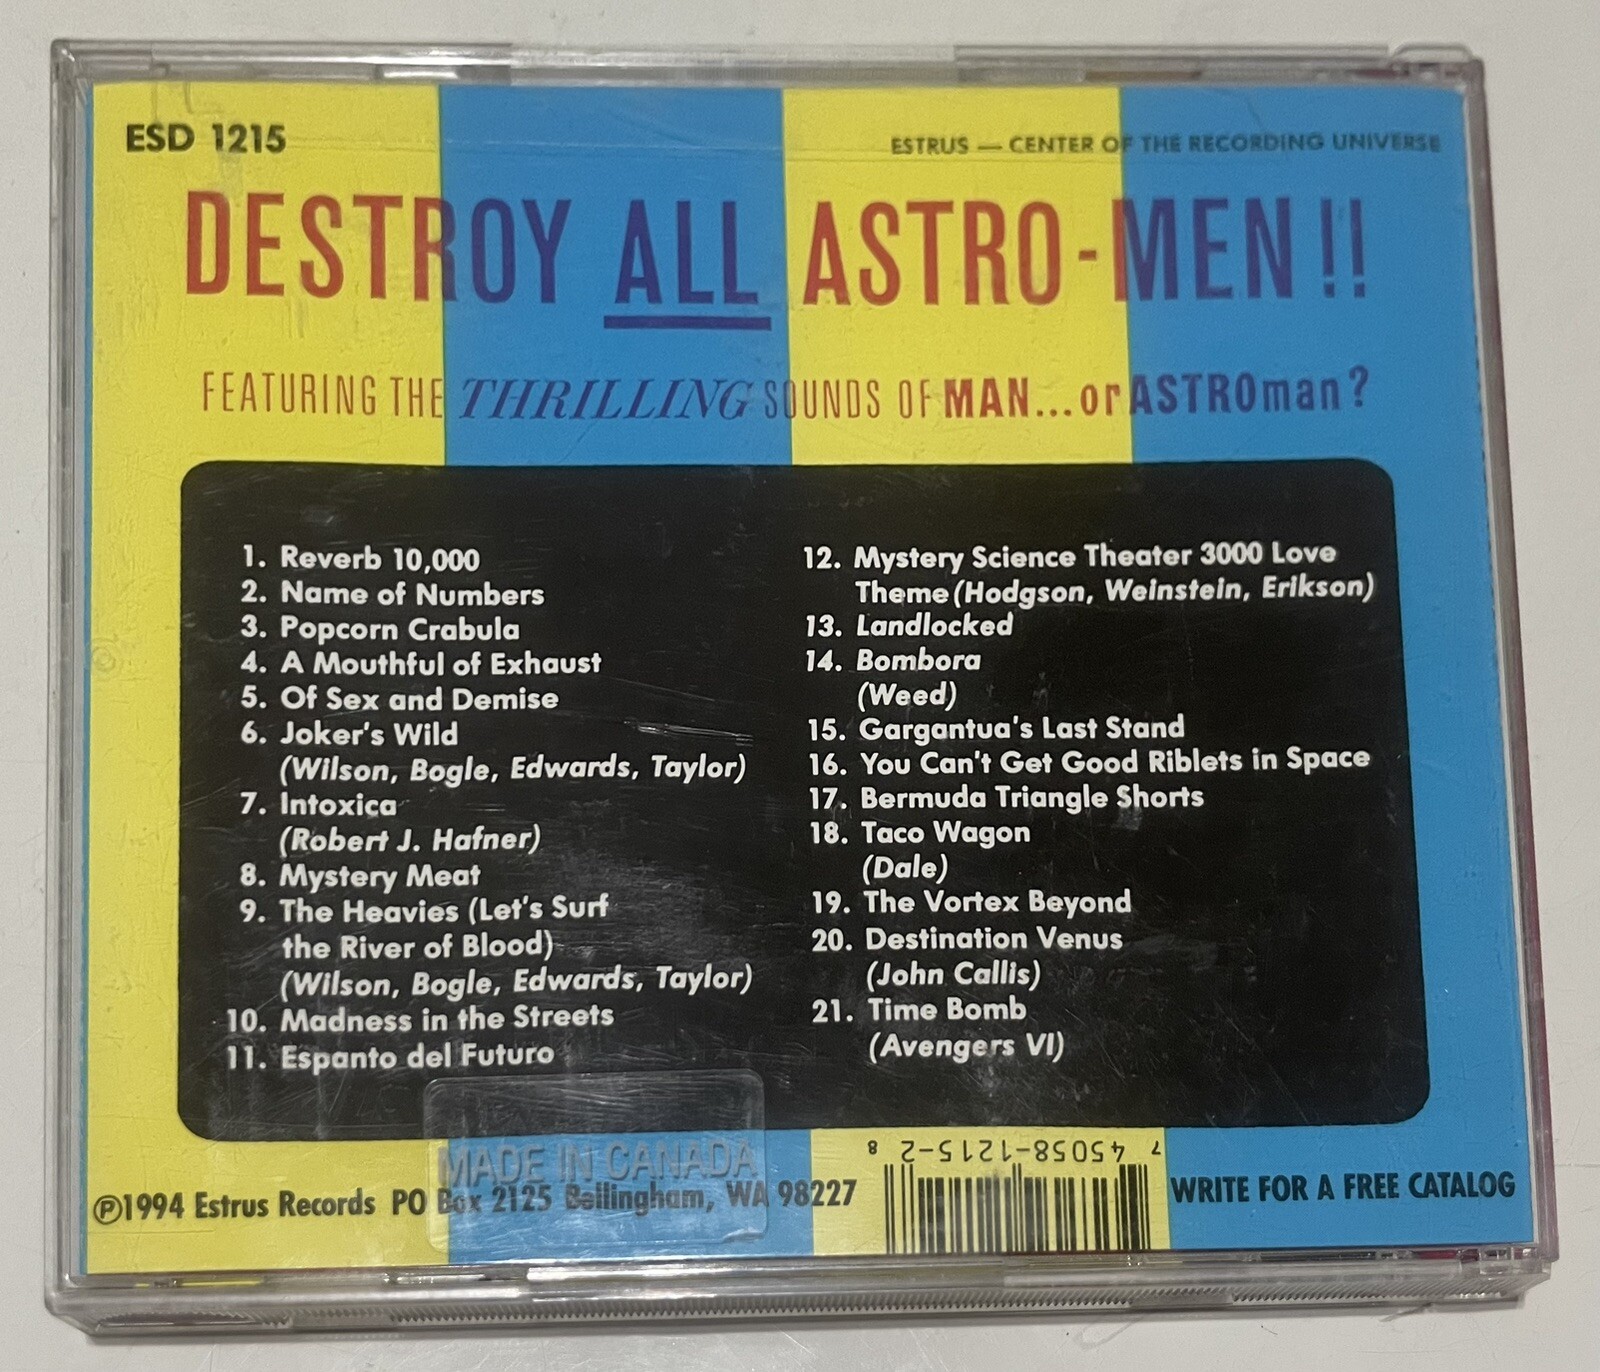 ESD 1215
ESTRUS — CENTER OF THE RECORDING UNIVERSE
DESTROY ALL ASTRO-MEN!!
FEATURING THE THRILLING SOUNDS OF MAN...or ASTROman?
1. Reverb 10,000
2. Name of Numbers
3. Popcorn Crabula
4. A Mouthful of Exhaust
5. Of Sex and Demise
6. Joker's Wild
(Wilson, Bogle, Edwards, Taylor)
7. Intoxica
(Robert J. Hafner)
8. Mystery Meat
9. The Heavies (Let's Surf
the River of Blood)
(Wilson, Bogle, Edwards, Taylor)
10. Madness in the Streets
11. Espanto del Futuro
12. Mystery Science Theater 3000 Love
Theme (Hodgson, Weinstein, Erikson)
13. Landlocked
14. Bombora
(Weed)
15. Gargantua's Last Stand
16. You Can't Get Good Riblets in Space
17. Bermuda Triangle Shorts
18. Taco Wagon
(Dale)
19. The Vortex Beyond
20. Destination Venus
(John Callis)
21. Time Bomb
(Avengers VI)
MADE IN CANADA
℗1994 Estrus Records PO Box 2125 Bellingham, WA 98227
7 45058-1215-2 8
WRITE FOR A FREE CATALOG